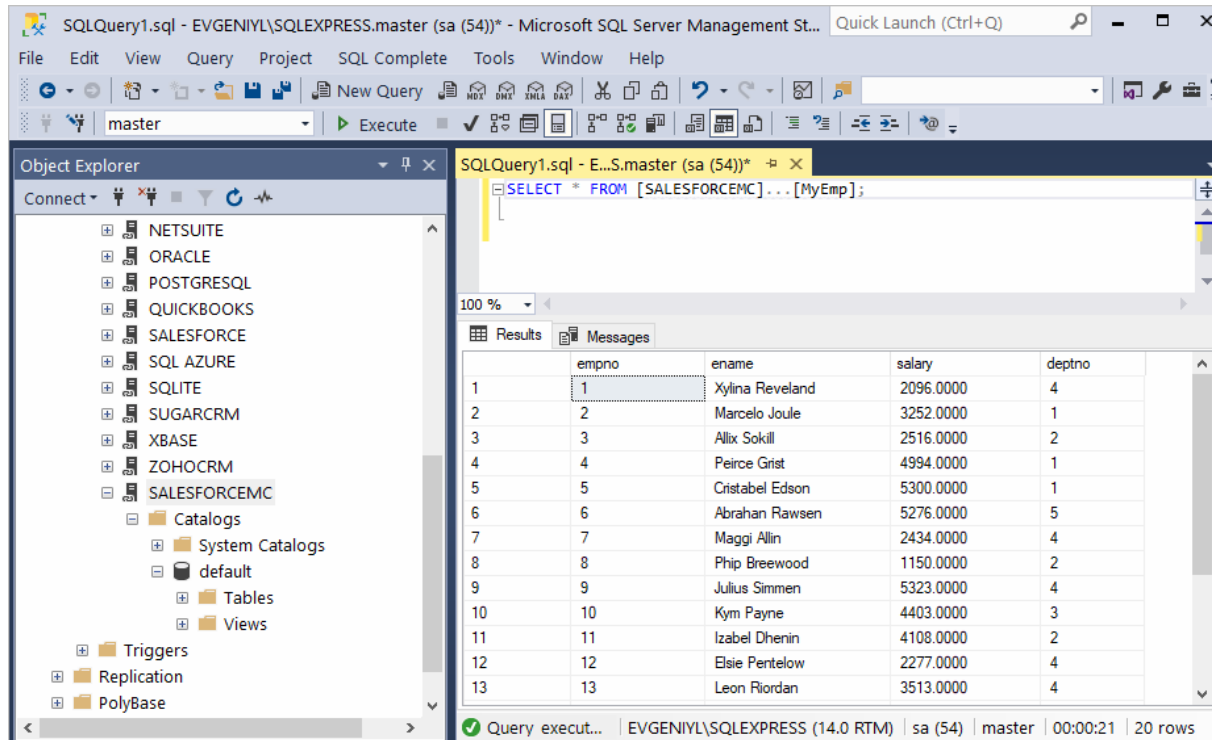 SQLQuery1.sql - EVGENIYL\SQLEXPRESS.master (sa (54))* - Microsoft SQL Server Management St...
Quick Launch (Ctrl+Q)
File Edit View Query Project SQL Complete Tools Window Help
New Query MDX DMX XMLA DAX
master Execute
Object Explorer
Connect
NETSUITE
ORACLE
POSTGRESQL
QUICKBOOKS
SALESFORCE
SQL AZURE
SQLITE
SUGARCRM
XBASE
ZOHOCRM
SALESFORCEMC
Catalogs
System Catalogs
default
Tables
Views
Triggers
Replication
PolyBase
SQLQuery1.sql - E...S.master (sa (54))*
SELECT * FROM [SALESFORCEMC]...[MyEmp];
100 %
Results Messages
empno ename salary deptno
1 1 Xylina Reveland 2096.0000 4
2 2 Marcelo Joule 3252.0000 1
3 3 Allix Sokill 2516.0000 2
4 4 Peirce Grist 4994.0000 1
5 5 Cristabel Edson 5300.0000 1
6 6 Abrahan Rawsen 5276.0000 5
7 7 Maggi Allin 2434.0000 4
8 8 Phip Breewood 1150.0000 2
9 9 Julius Simmen 5323.0000 4
10 10 Kym Payne 4403.0000 3
11 11 Izabel Dhenin 4108.0000 2
12 12 Elsie Pentelow 2277.0000 4
13 13 Leon Riordan 3513.0000 4
Query execut... EVGENIYL\SQLEXPRESS (14.0 RTM) sa (54) master 00:00:21 20 rows